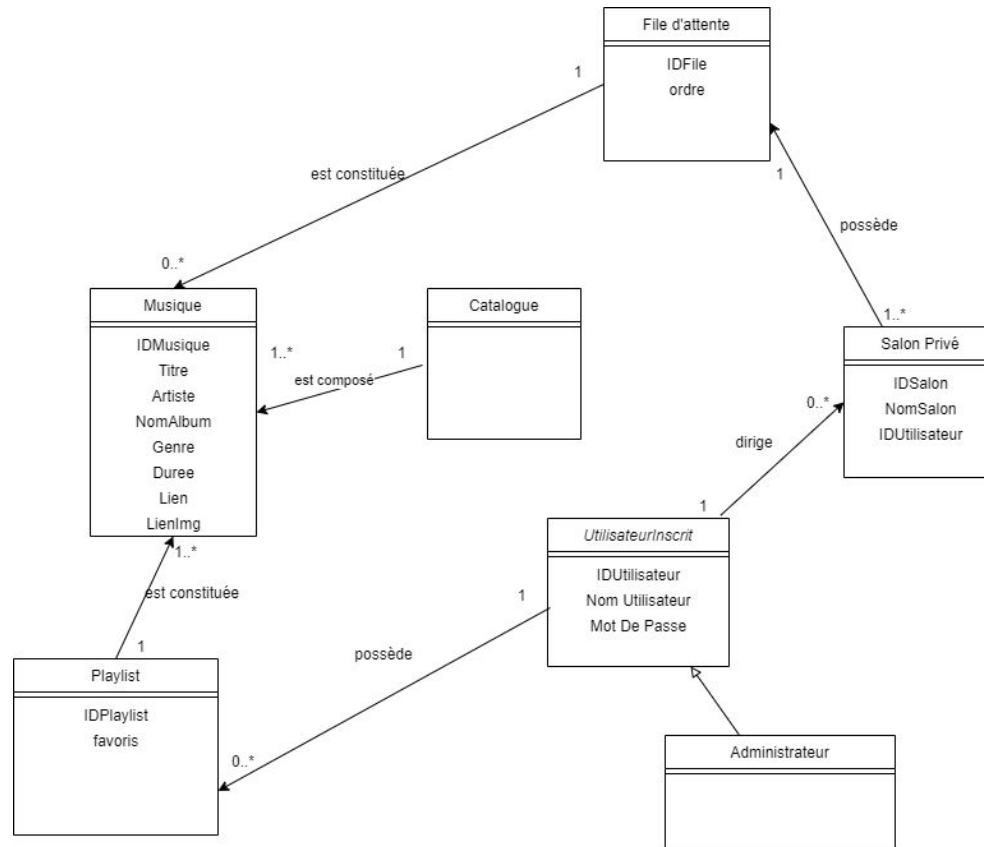 File d'attente
IDFile
ordre
1
est constituée
0..*
1
possède
1..*
Musique
IDMusique
Titre
Artiste
NomAlbum
Genre
Duree
Lien
LienImg
1..*
1
est composé
Catalogue
Salon Privé
IDSalon
NomSalon
IDUtilisateur
0..*
dirige
1
UtilisateurInscrit
IDUtilisateur
Nom Utilisateur
Mot De Passe
1..*
est constituée
1
1
possède
0..*
Playlist
IDPlaylist
favoris
Administrateur